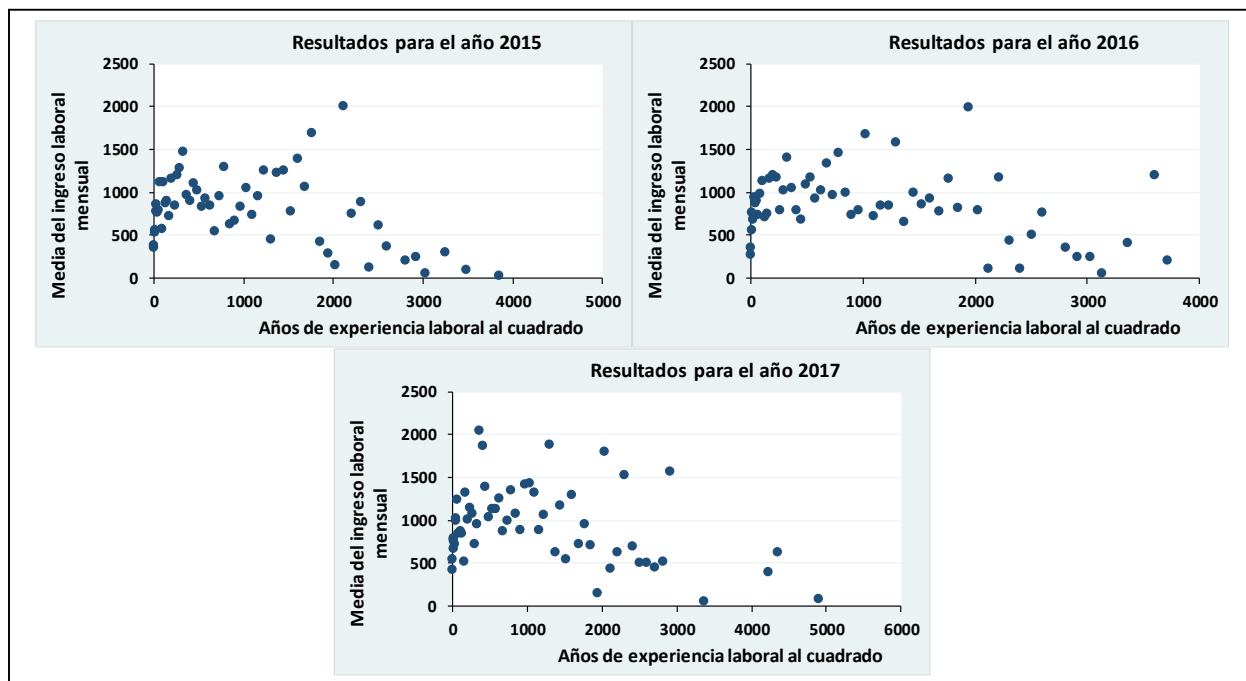 Resultados para el año 2015
Media del ingreso laboral
mensual
2500
2000
1500
1000
500
0
0 1000 2000 3000 4000 5000
Años de experiencia laboral al cuadrado
Resultados para el año 2016
Media del ingreso laboral
mensual
2500
2000
1500
1000
500
0
0 1000 2000 3000 4000
Años de experiencia laboral al cuadrado
Resultados para el año 2017
Media del ingreso laboral
mensual
2500
2000
1500
1000
500
0
0 1000 2000 3000 4000 5000 6000
Años de experiencia laboral al cuadrado